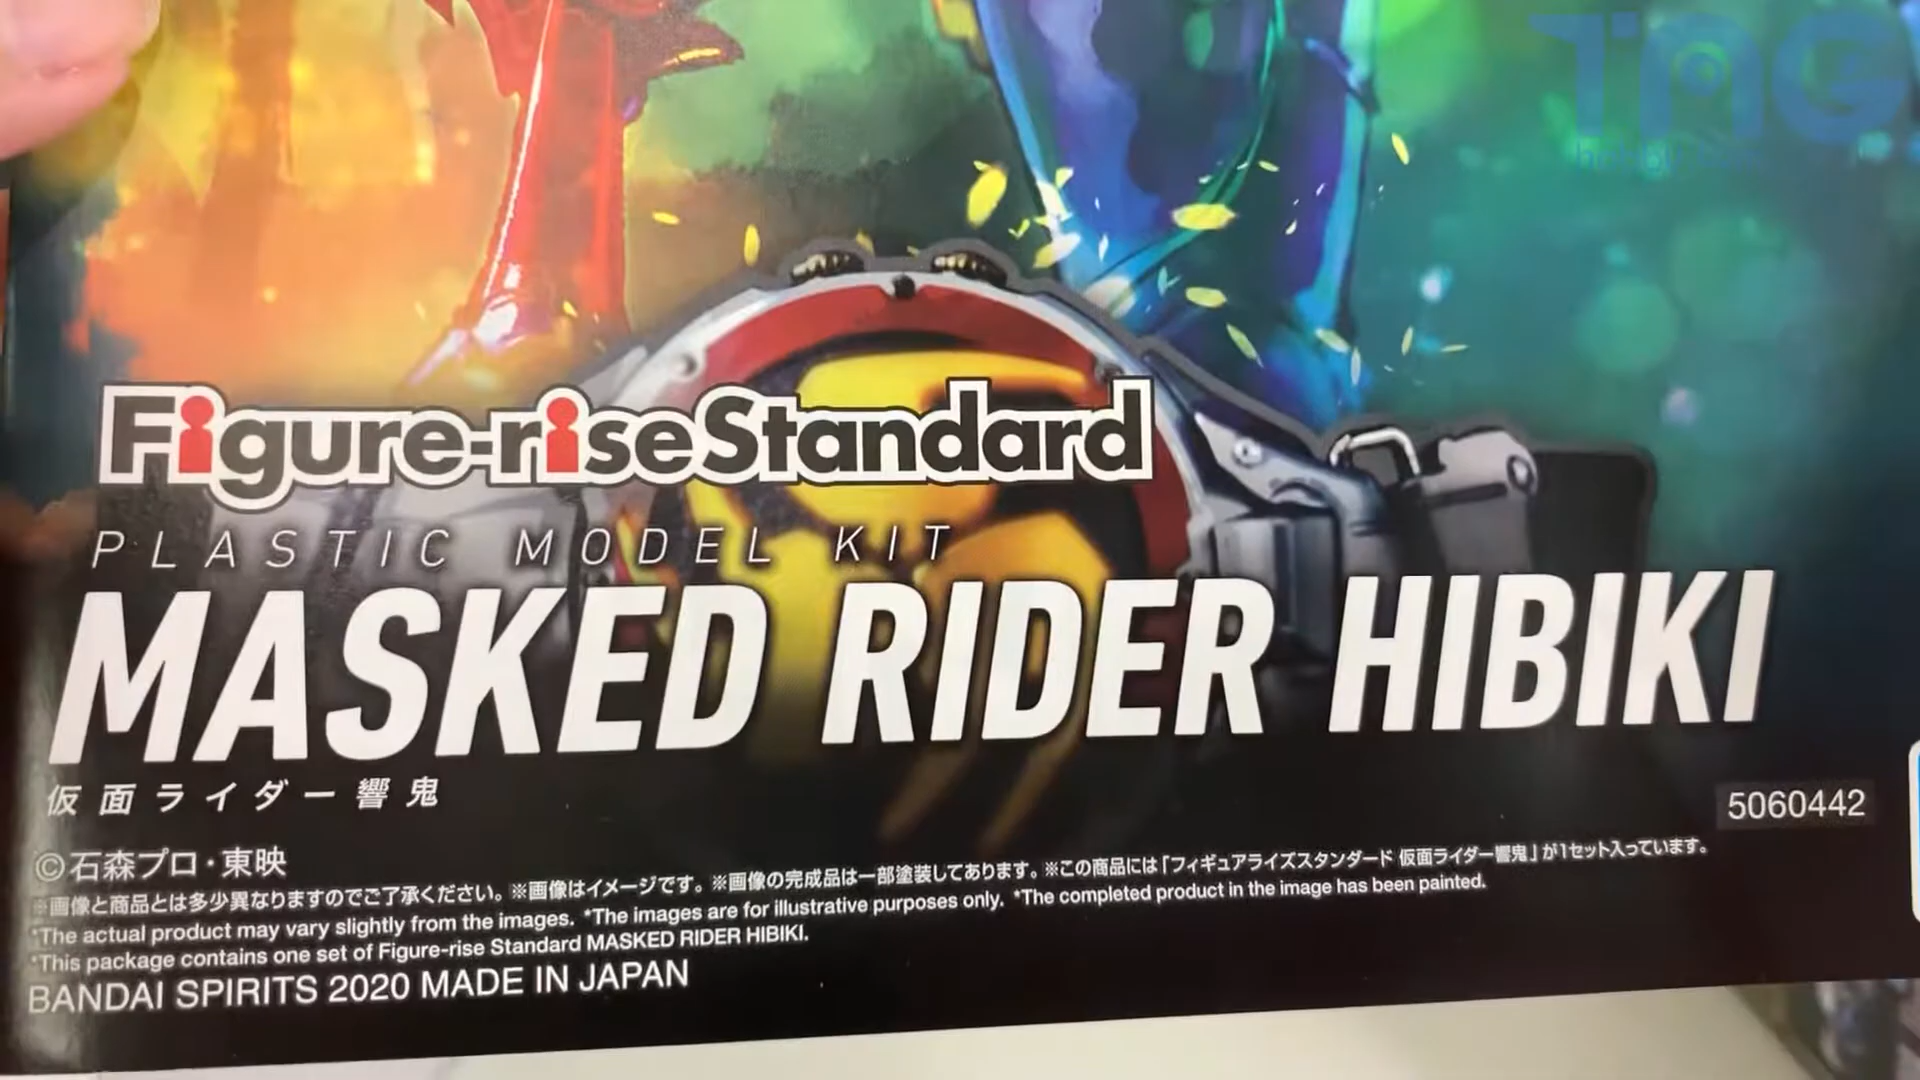 TAG
Figure-riseStandard
PLASTIC MODEL KIT
MASKED RIDER HIBIKI
仮面ライダー響鬼
5060442
©石森プロ・東映
※画像と商品とは多少異なりますのでご了承ください。※画像はイメージです。※画像の完成品は一部塗装してあります。※この商品には「フィギュアライズスタンダード 仮面ライダー響鬼」が1セット入っています。
*The actual product may vary slightly from the images. *The images are for illustrative purposes only. *The completed product in the image has been painted.
*This package contains one set of Figure-rise Standard MASKED RIDER HIBIKI.
BANDAI SPIRITS 2020 MADE IN JAPAN